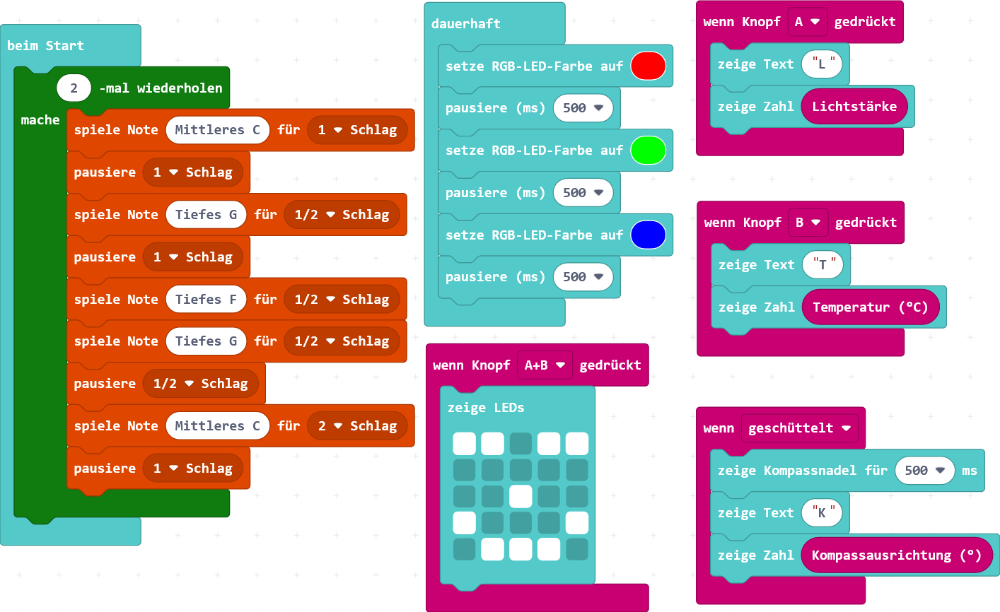 beim Start
2 -mal wiederholen
mache
spiele Note Mittleres C für 1 Schlag
pausiere 1 Schlag
spiele Note Tiefes G für 1/2 Schlag
pausiere 1 Schlag
spiele Note Tiefes F für 1/2 Schlag
spiele Note Tiefes G für 1/2 Schlag
pausiere 1/2 Schlag
spiele Note Mittleres C für 2 Schlag
pausiere 1 Schlag
dauerhaft
setze RGB-LED-Farbe auf
pausiere (ms) 500
setze RGB-LED-Farbe auf
pausiere (ms) 500
setze RGB-LED-Farbe auf
pausiere (ms) 500
wenn Knopf A+B gedrückt
zeige LEDs
wenn Knopf A gedrückt
zeige Text "L"
zeige Zahl Lichtstärke
wenn Knopf B gedrückt
zeige Text "T"
zeige Zahl Temperatur (°C)
wenn geschüttelt
zeige Kompassnadel für 500 ms
zeige Text "K"
zeige Zahl Kompassausrichtung (°)